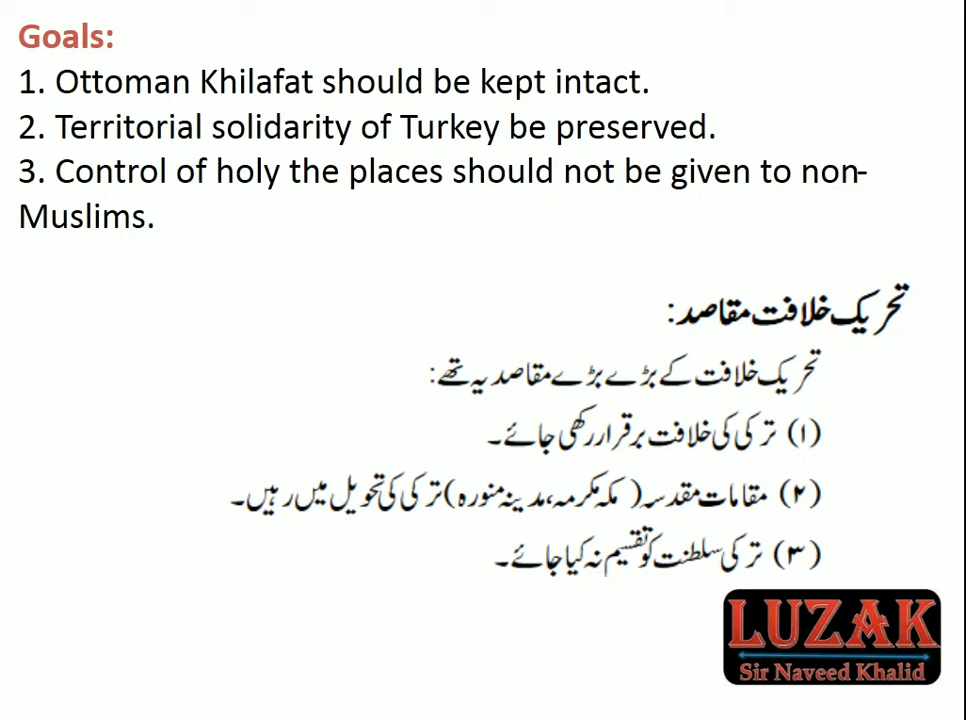 Goals:
1. Ottoman Khilafat should be kept intact.
2. Territorial solidarity of Turkey be preserved.
3. Control of holy the places should not be given to non-
Muslims.
تحریک خلافت مقاصد:
تحریک خلافت کے بڑے بڑے مقاصد یہ تھے:
(۱) ترکی کی خلافت برقرار رکھی جائے۔
(۲) مقامات مقدسہ (مکہ مکرمہ، مدینہ منورہ) ترکی کی تحویل میں رہیں۔
(۳) ترکی سلطنت کو تقسیم نہ کیا جائے۔
LUZAK
Sir Naveed Khalid